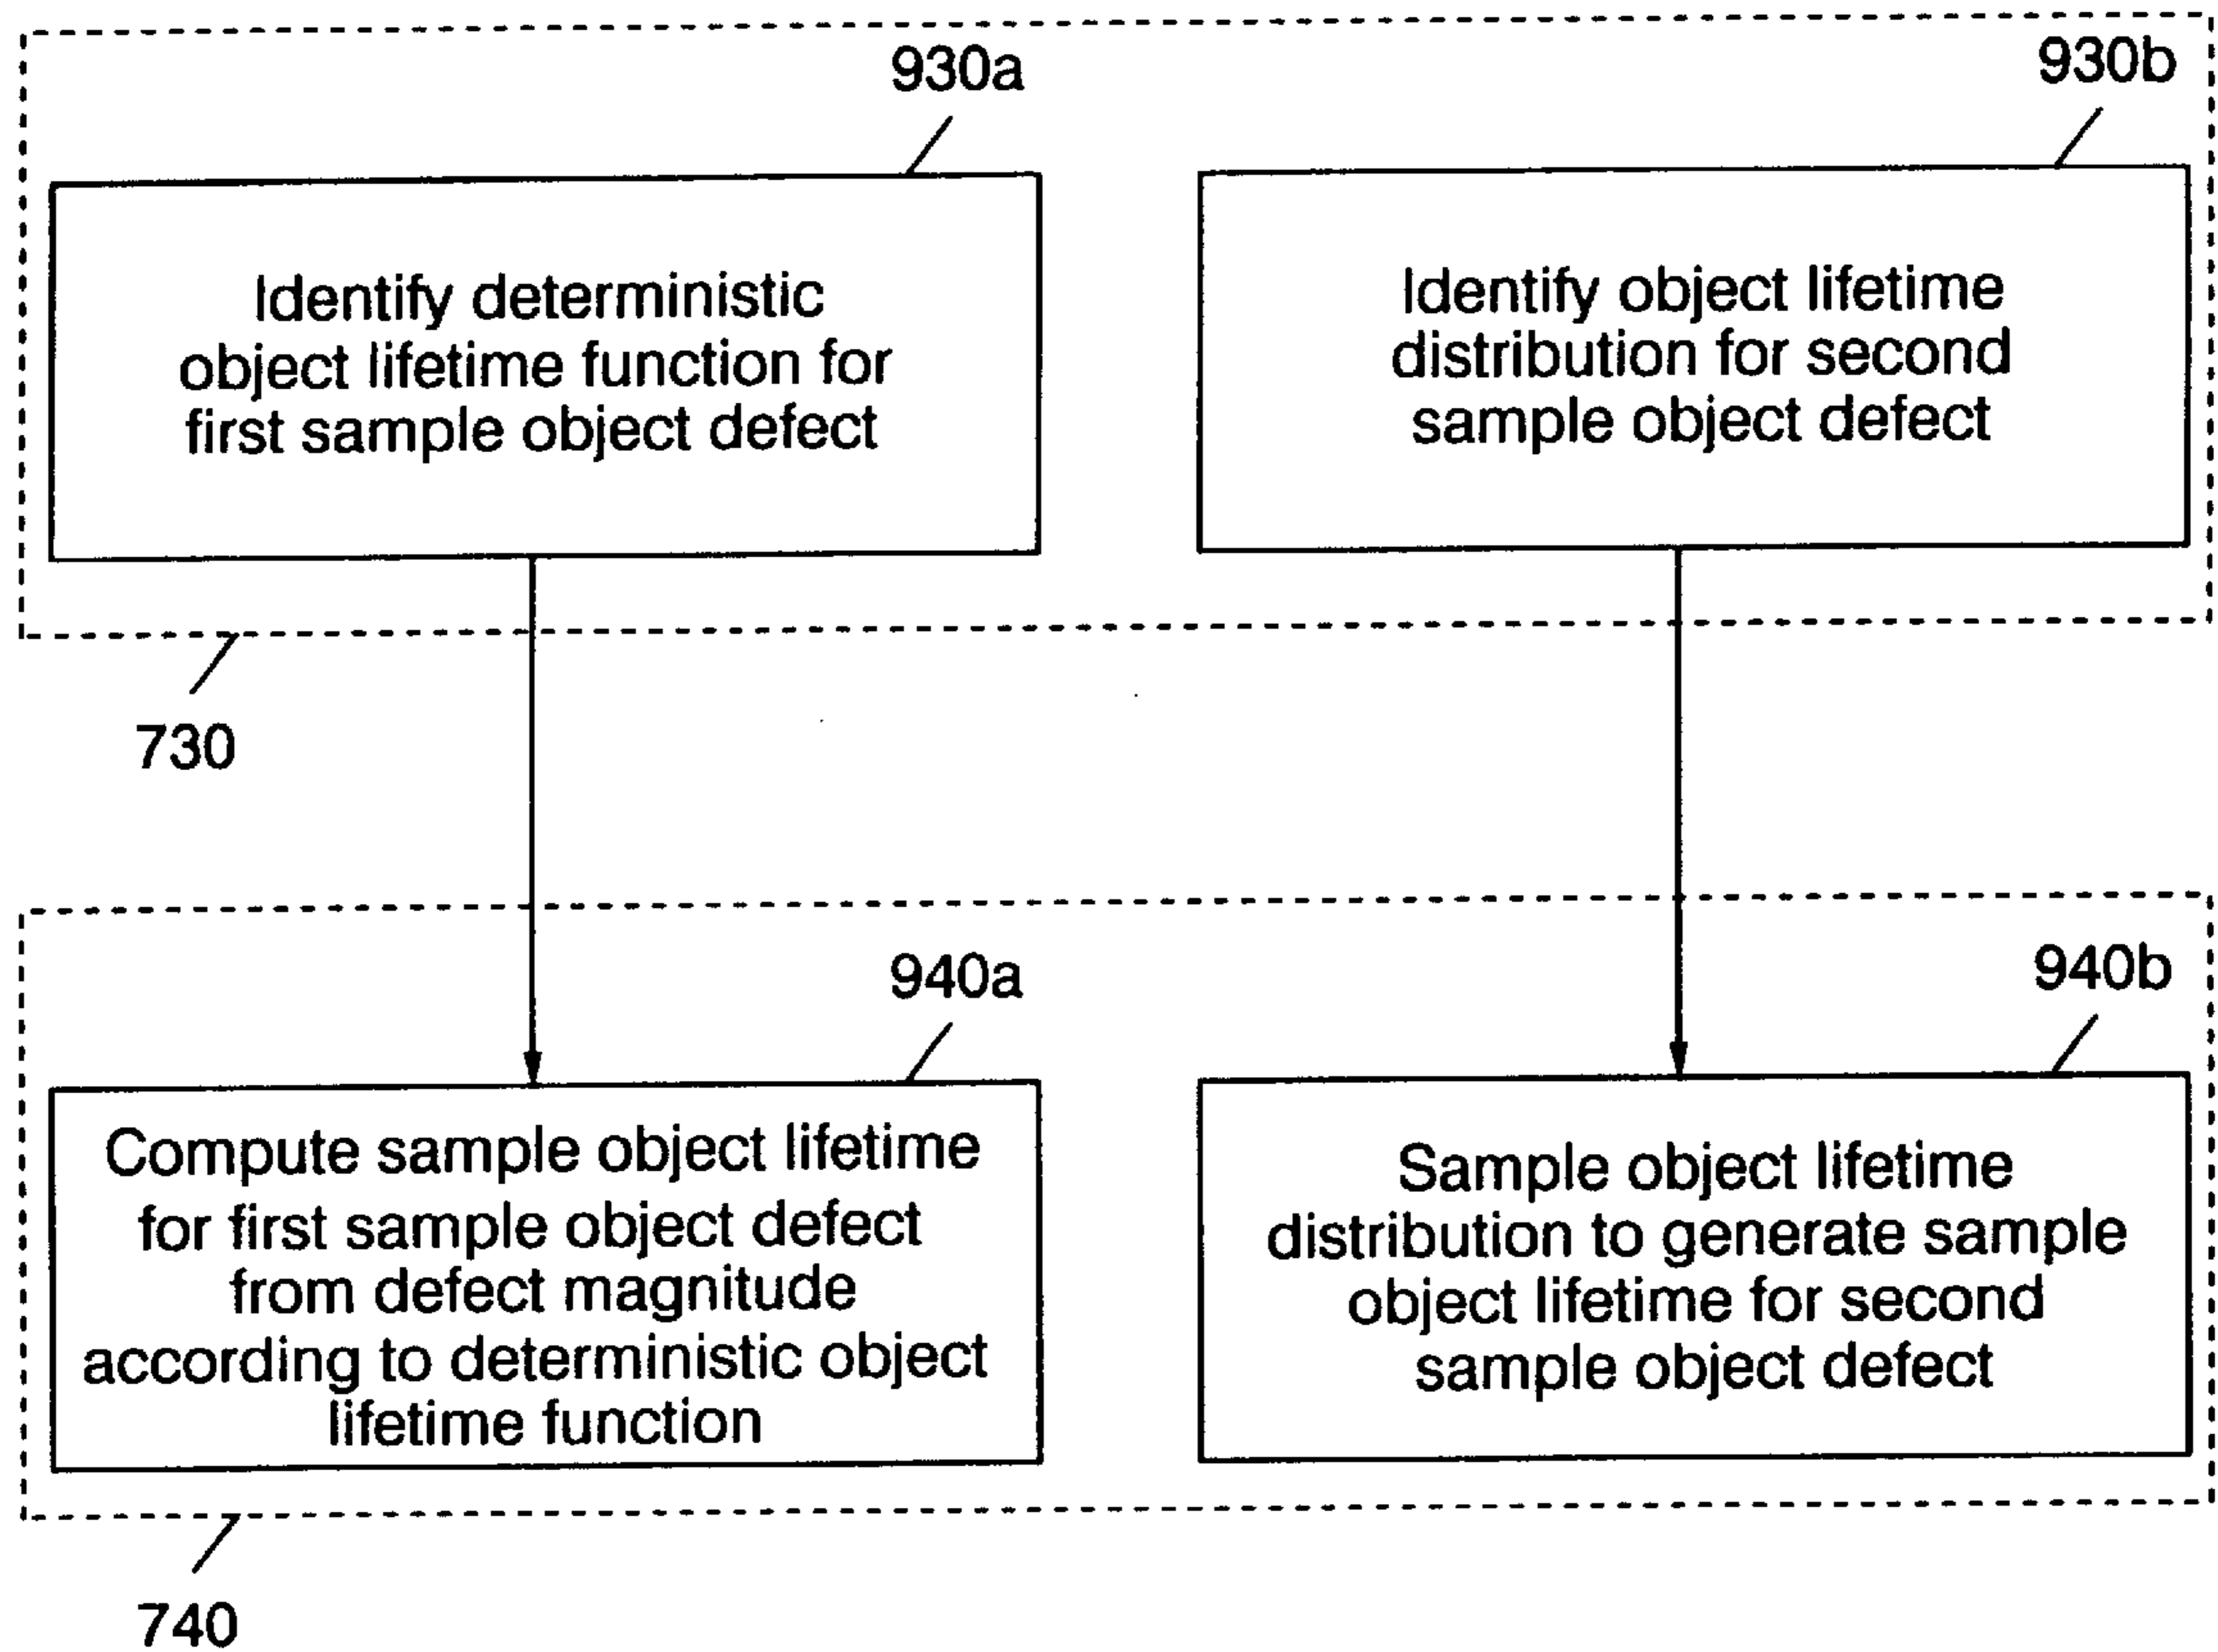 930a
930b
Identify deterministic
object lifetime function for
first sample object defect
Identify object lifetime
distribution for second
sample object defect
730
940a
940b
Compute sample object lifetime
for first sample object defect
from defect magnitude
according to deterministic object
lifetime function
Sample object lifetime
distribution to generate sample
object lifetime for second
sample object defect
740